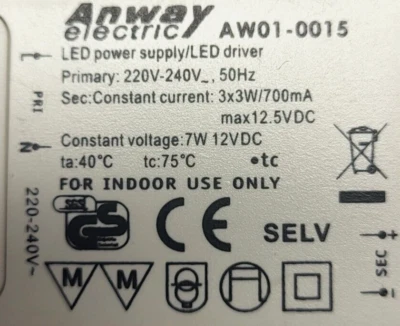 Anway
electric AW01-0015
LED power supply/LED driver
Primary: 220V-240V~, 50Hz
Sec:Constant current: 3x3W/700mA
max12.5VDC
Constant voltage:7W 12VDC
ta:40°C tc:75°C •tc
FOR INDOOR USE ONLY
L
PRI
N
220-240V~
SGS
GS
CE
SELV
+
SEC
-
M M F